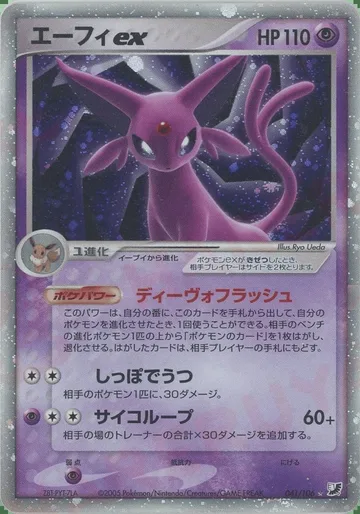 エーフィex HP110
Illus.Ryo Ueda
1進化 イーブイから進化
ポケモンexがきぜつしたとき、
相手プレイヤーはサイドを2枚とります。
ポケパワー ディーヴォフラッシュ
このパワーは、自分の番に、このカードを手札から出して、自分の
ポケモンを進化させたとき、1回使うことができる。相手のベンチ
の進化ポケモン1匹の上から「ポケモンのカード」を1枚はがし、
退化させる。はがしたカードは、相手プレイヤーの手札にもどす。
しっぽでうつ
相手のポケモン1匹に、30ダメージ。
サイコループ 60+
相手の場のトレーナーの合計×30ダメージを追加する。
弱点 抵抗力 にげる
©2005 Pokémon/Nintendo/Creatures/GAME FREAK.
/106